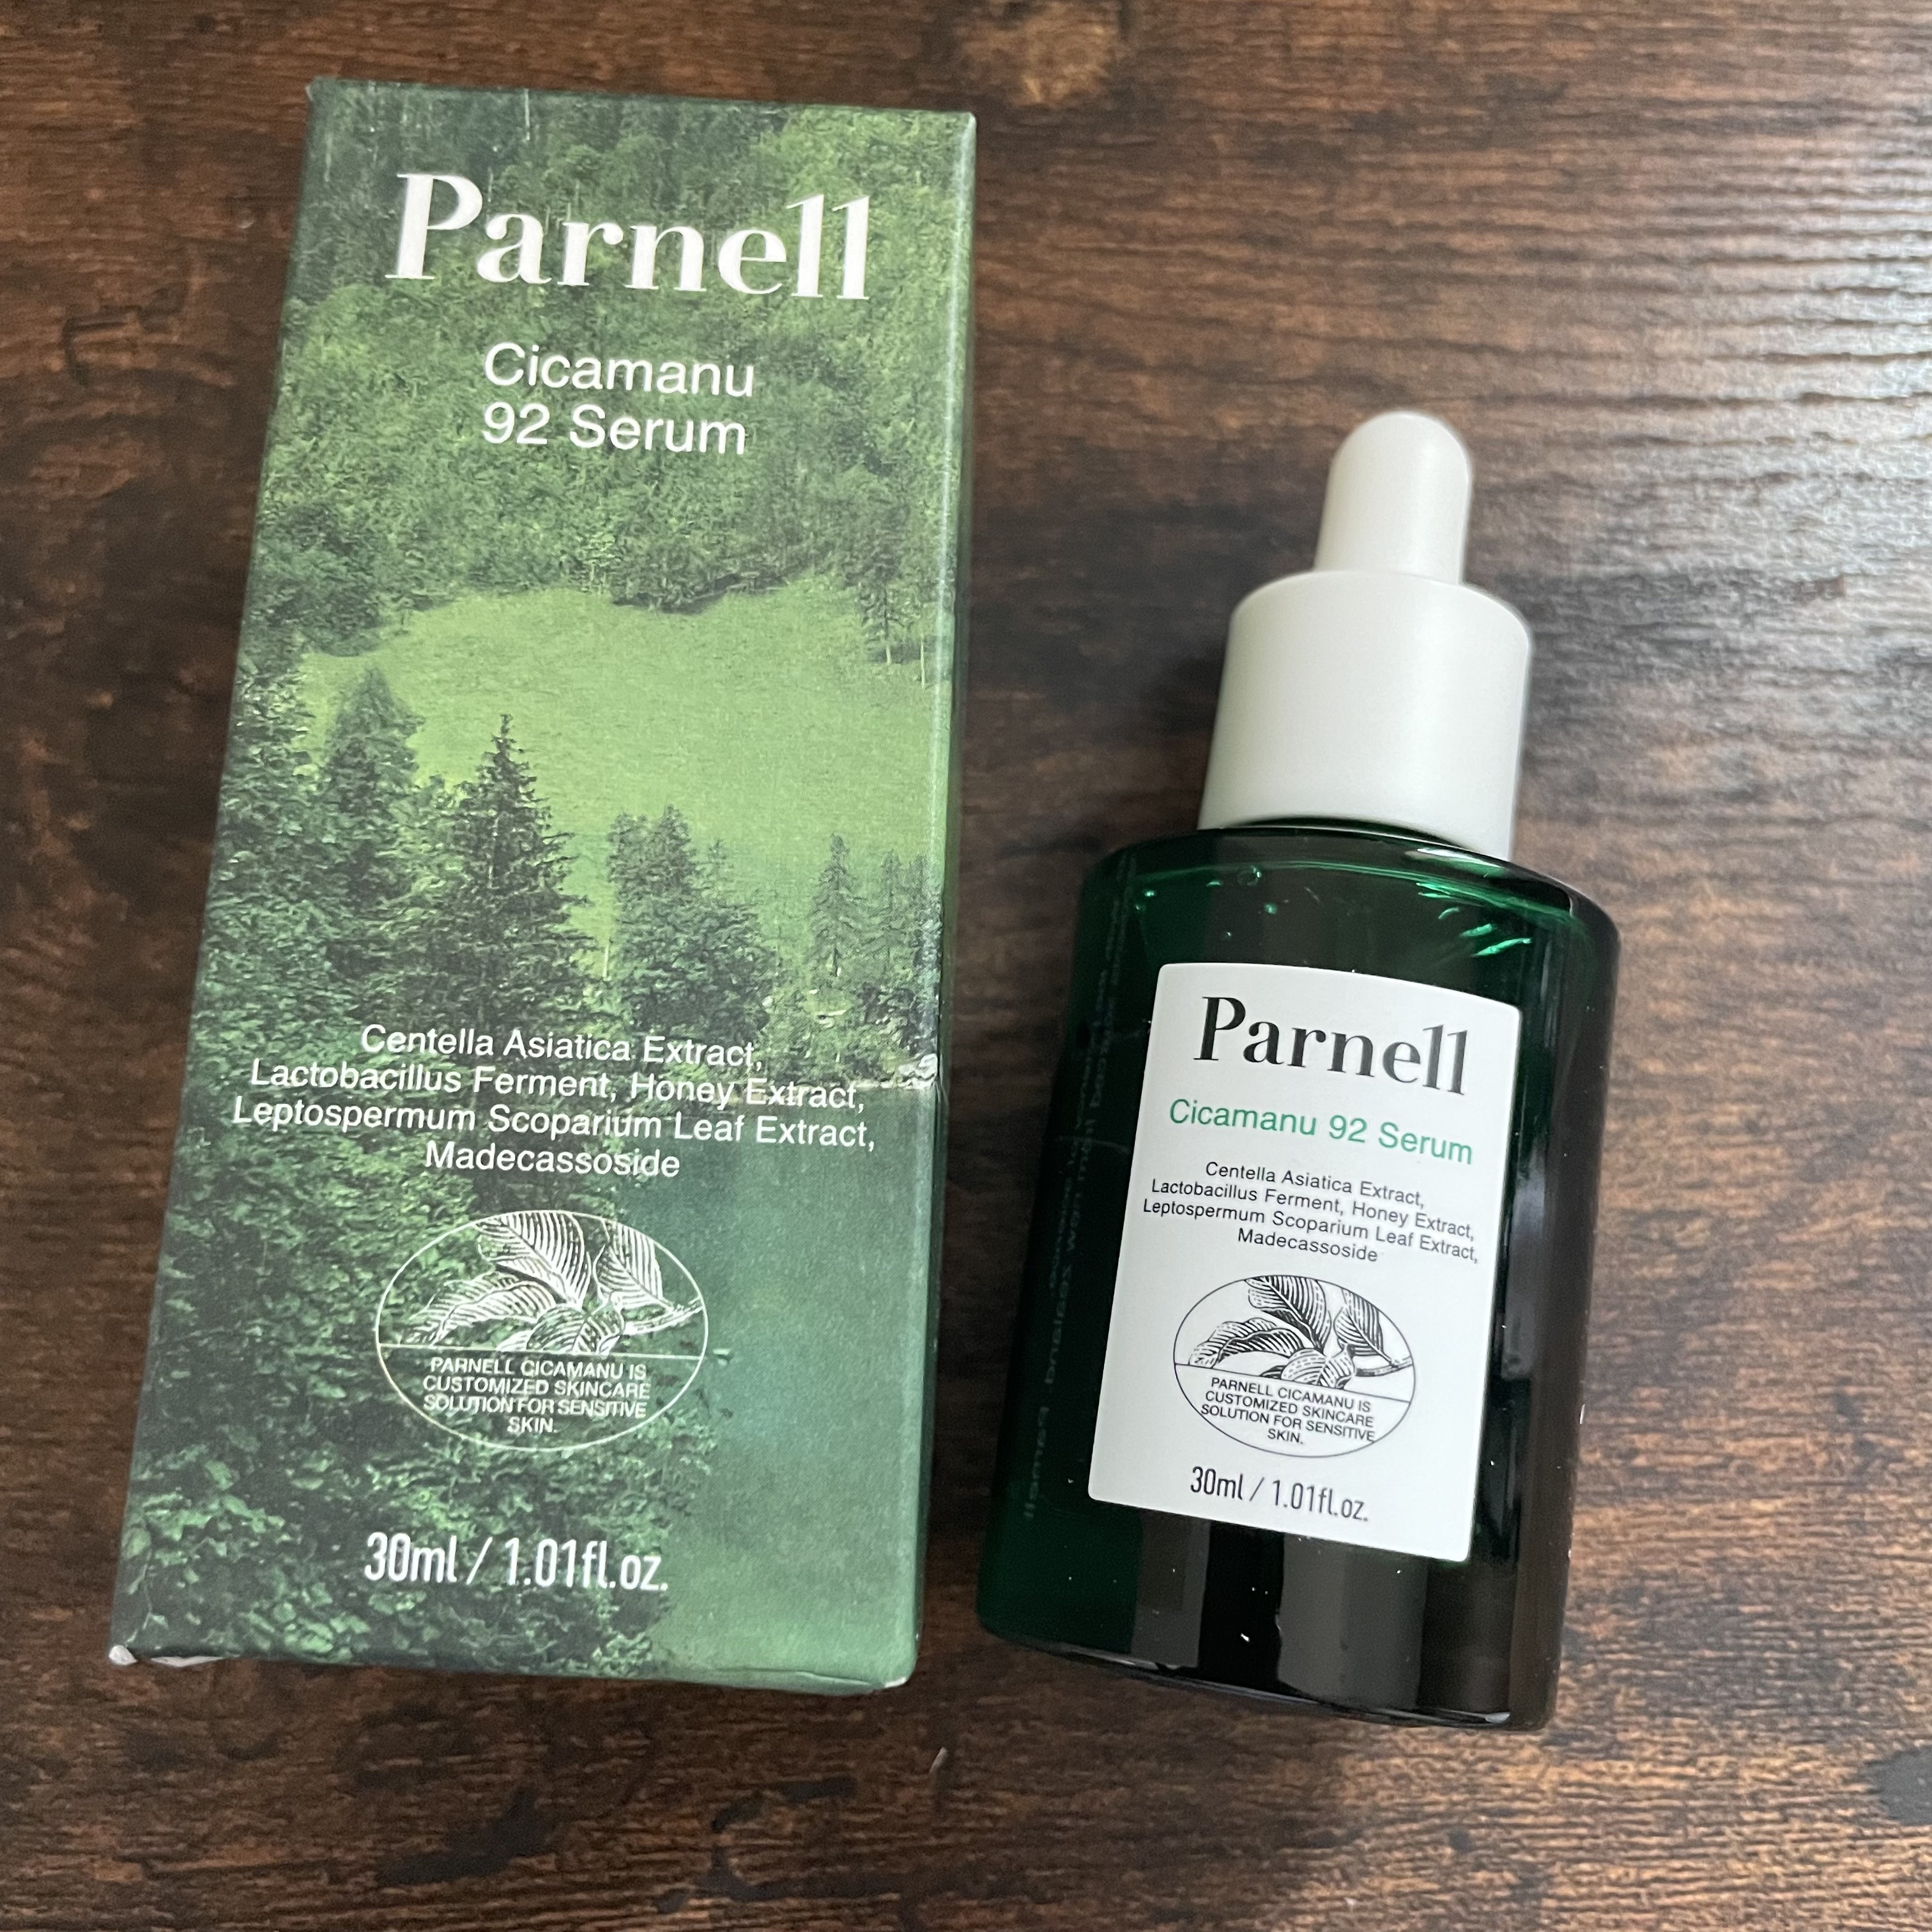 Parnell
Cicamanu
92 Serum
Centella Asiatica Extract,
Lactobacillus Ferment, Honey Extract,
Leptospermum Scoparium Leaf Extract,
Madecassoside
PARNELL CICAMANU IS
CUSTOMIZED SKINCARE
SOLUTION FOR SENSITIVE
SKIN.
30ml / 1.01fl.oz.
Parnell
Cicamanu 92 Serum
Centella Asiatica Extract,
Lactobacillus Ferment, Honey Extract,
Leptospermum Scoparium Leaf Extract,
Madecassoside
PARNELL CICAMANU IS
CUSTOMIZED SKINCARE
SOLUTION FOR SENSITIVE
SKIN.
30ml / 1.01fl.oz.